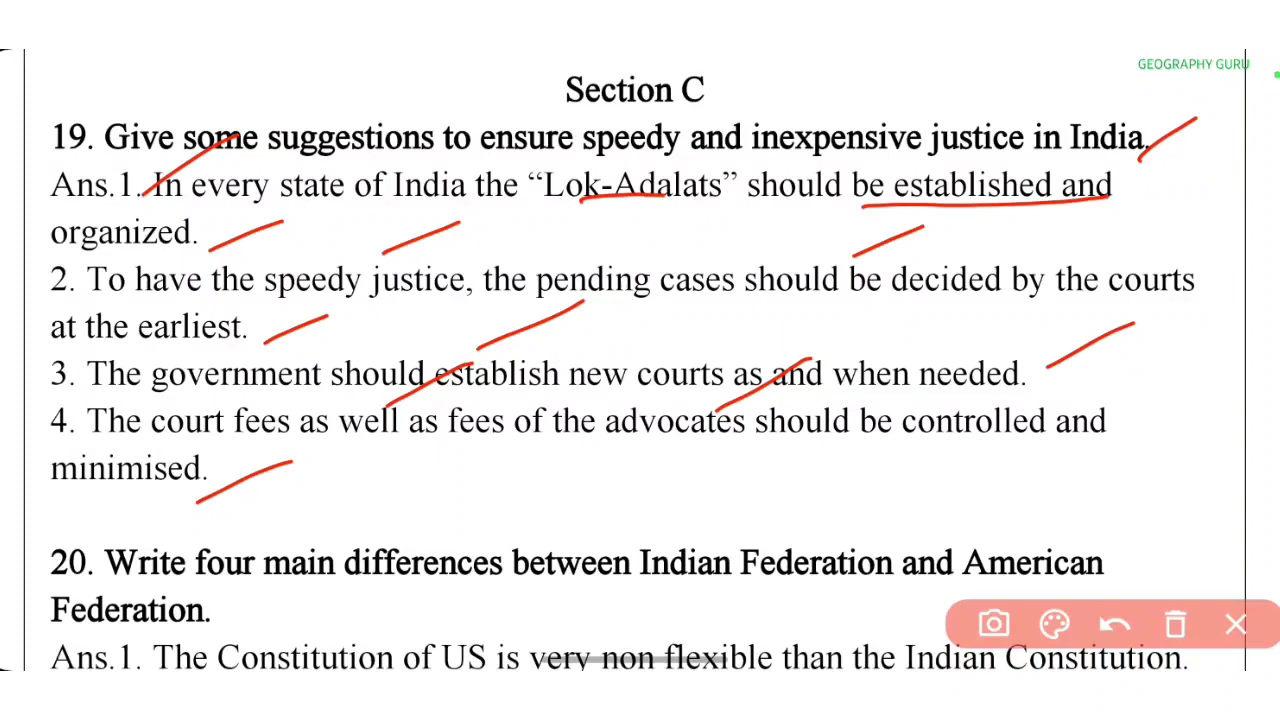 GEOGRAPHY GURU
Section C
19. Give some suggestions to ensure speedy and inexpensive justice in India.
Ans.1. In every state of India the “Lok-Adalats” should be established and
organized.
2. To have the speedy justice, the pending cases should be decided by the courts
at the earliest.
3. The government should establish new courts as and when needed.
4. The court fees as well as fees of the advocates should be controlled and
minimised.
20. Write four main differences between Indian Federation and American
Federation.
Ans.1. The Constitution of US is very non flexible than the Indian Constitution.